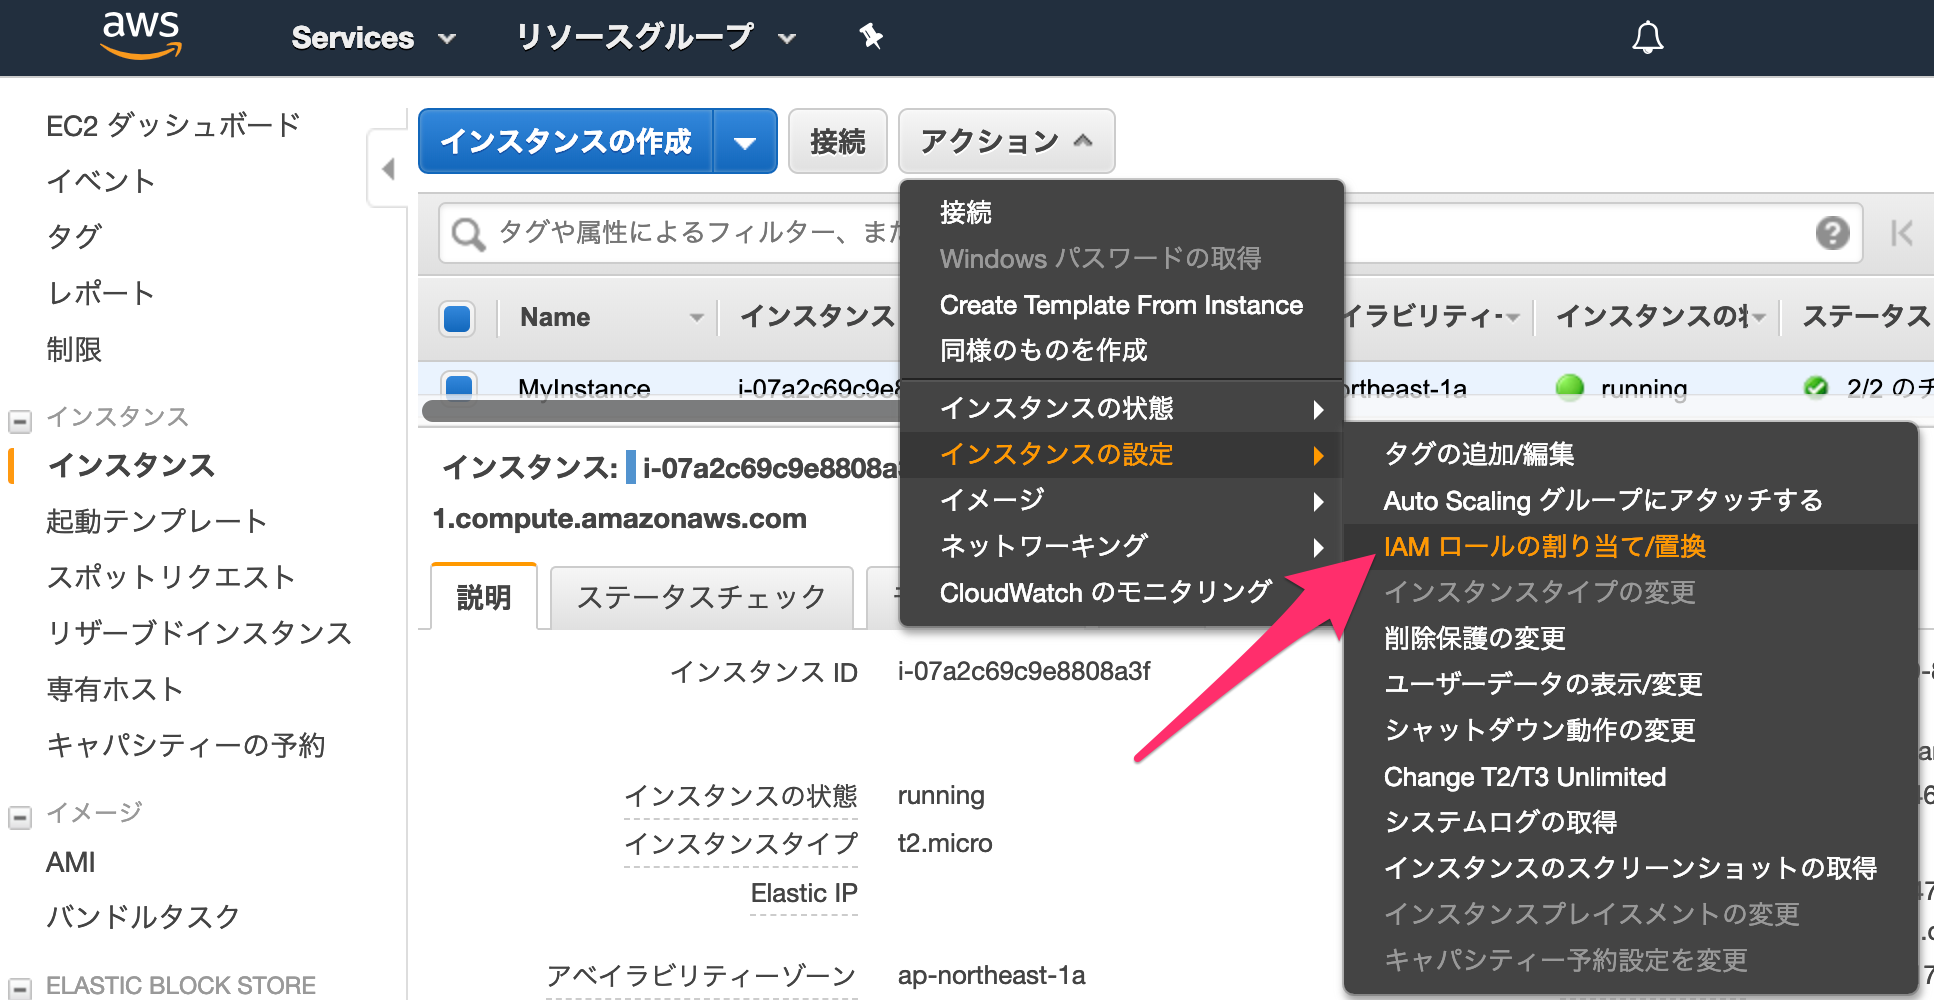 aws
Services
リソースグループ
EC2 ダッシュボード
イベント
タグ
レポート
制限
インスタンス
インスタンス
起動テンプレート
スポットリクエスト
リザーブドインスタンス
専有ホスト
キャパシティーの予約
イメージ
AMI
バンドルタスク
ELASTIC BLOCK STORE
インスタンスの作成
接続
アクション
タグや属性によるフィルター、また
Name
インスタンス
イラビリティー
インスタンスの
ステータス
MyInstance
i-07a2c69c9e8
ortheast-1a
running
2/2 のチ
インスタンス: i-07a2c69c9e8808a
1.compute.amazonaws.com
説明
ステータスチェック
インスタンス ID
i-07a2c69c9e8808a3f
インスタンスの状態
running
インスタンスタイプ
t2.micro
Elastic IP
アベイラビリティーゾーン
ap-northeast-1a
接続
Windows パスワードの取得
Create Template From Instance
同様のものを作成
インスタンスの状態
インスタンスの設定
イメージ
ネットワーキング
CloudWatch のモニタリング
タグの追加/編集
Auto Scaling グループにアタッチする
IAM ロールの割り当て/置換
インスタンスタイプの変更
削除保護の変更
ユーザーデータの表示/変更
シャットダウン動作の変更
Change T2/T3 Unlimited
システムログの取得
インスタンスのスクリーンショットの取得
インスタンスプレイスメントの変更
キャパシティー予約設定を変更